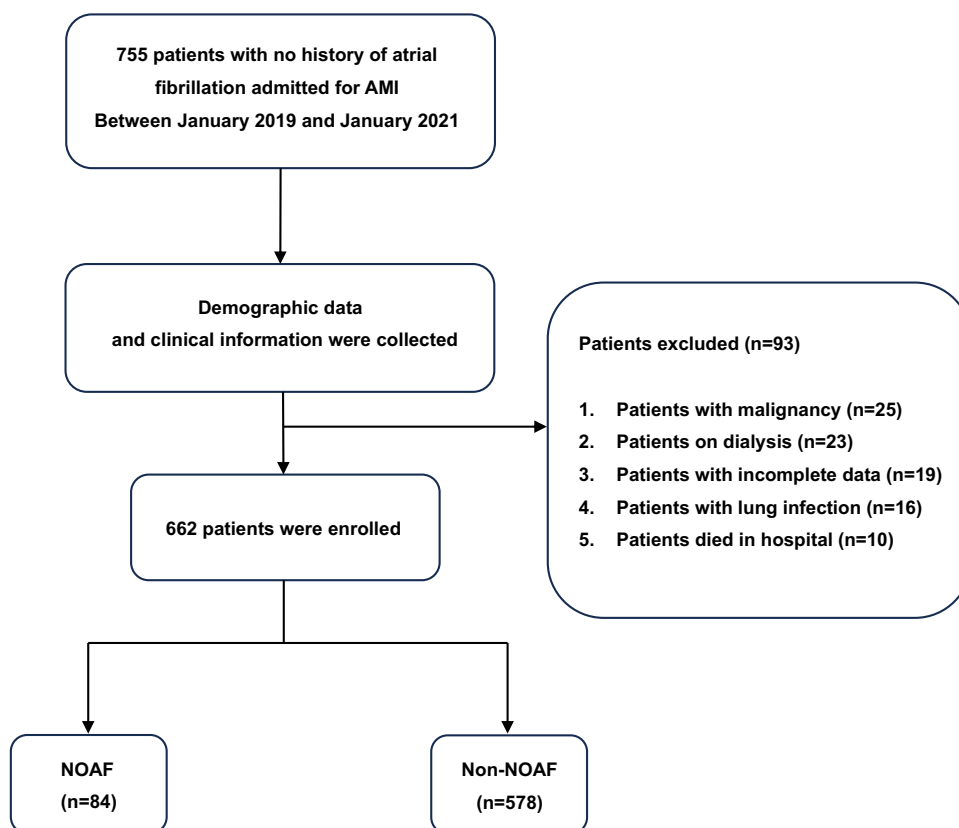 755 patients with no history of atrial
fibrillation admitted for AMI
Between January 2019 and January 2021
Demographic data
and clinical information were collected
Patients excluded (n=93)
1. Patients with malignancy (n=25)
2. Patients on dialysis (n=23)
3. Patients with incomplete data (n=19)
4. Patients with lung infection (n=16)
5. Patients died in hospital (n=10)
662 patients were enrolled
NOAF
(n=84)
Non-NOAF
(n=578)